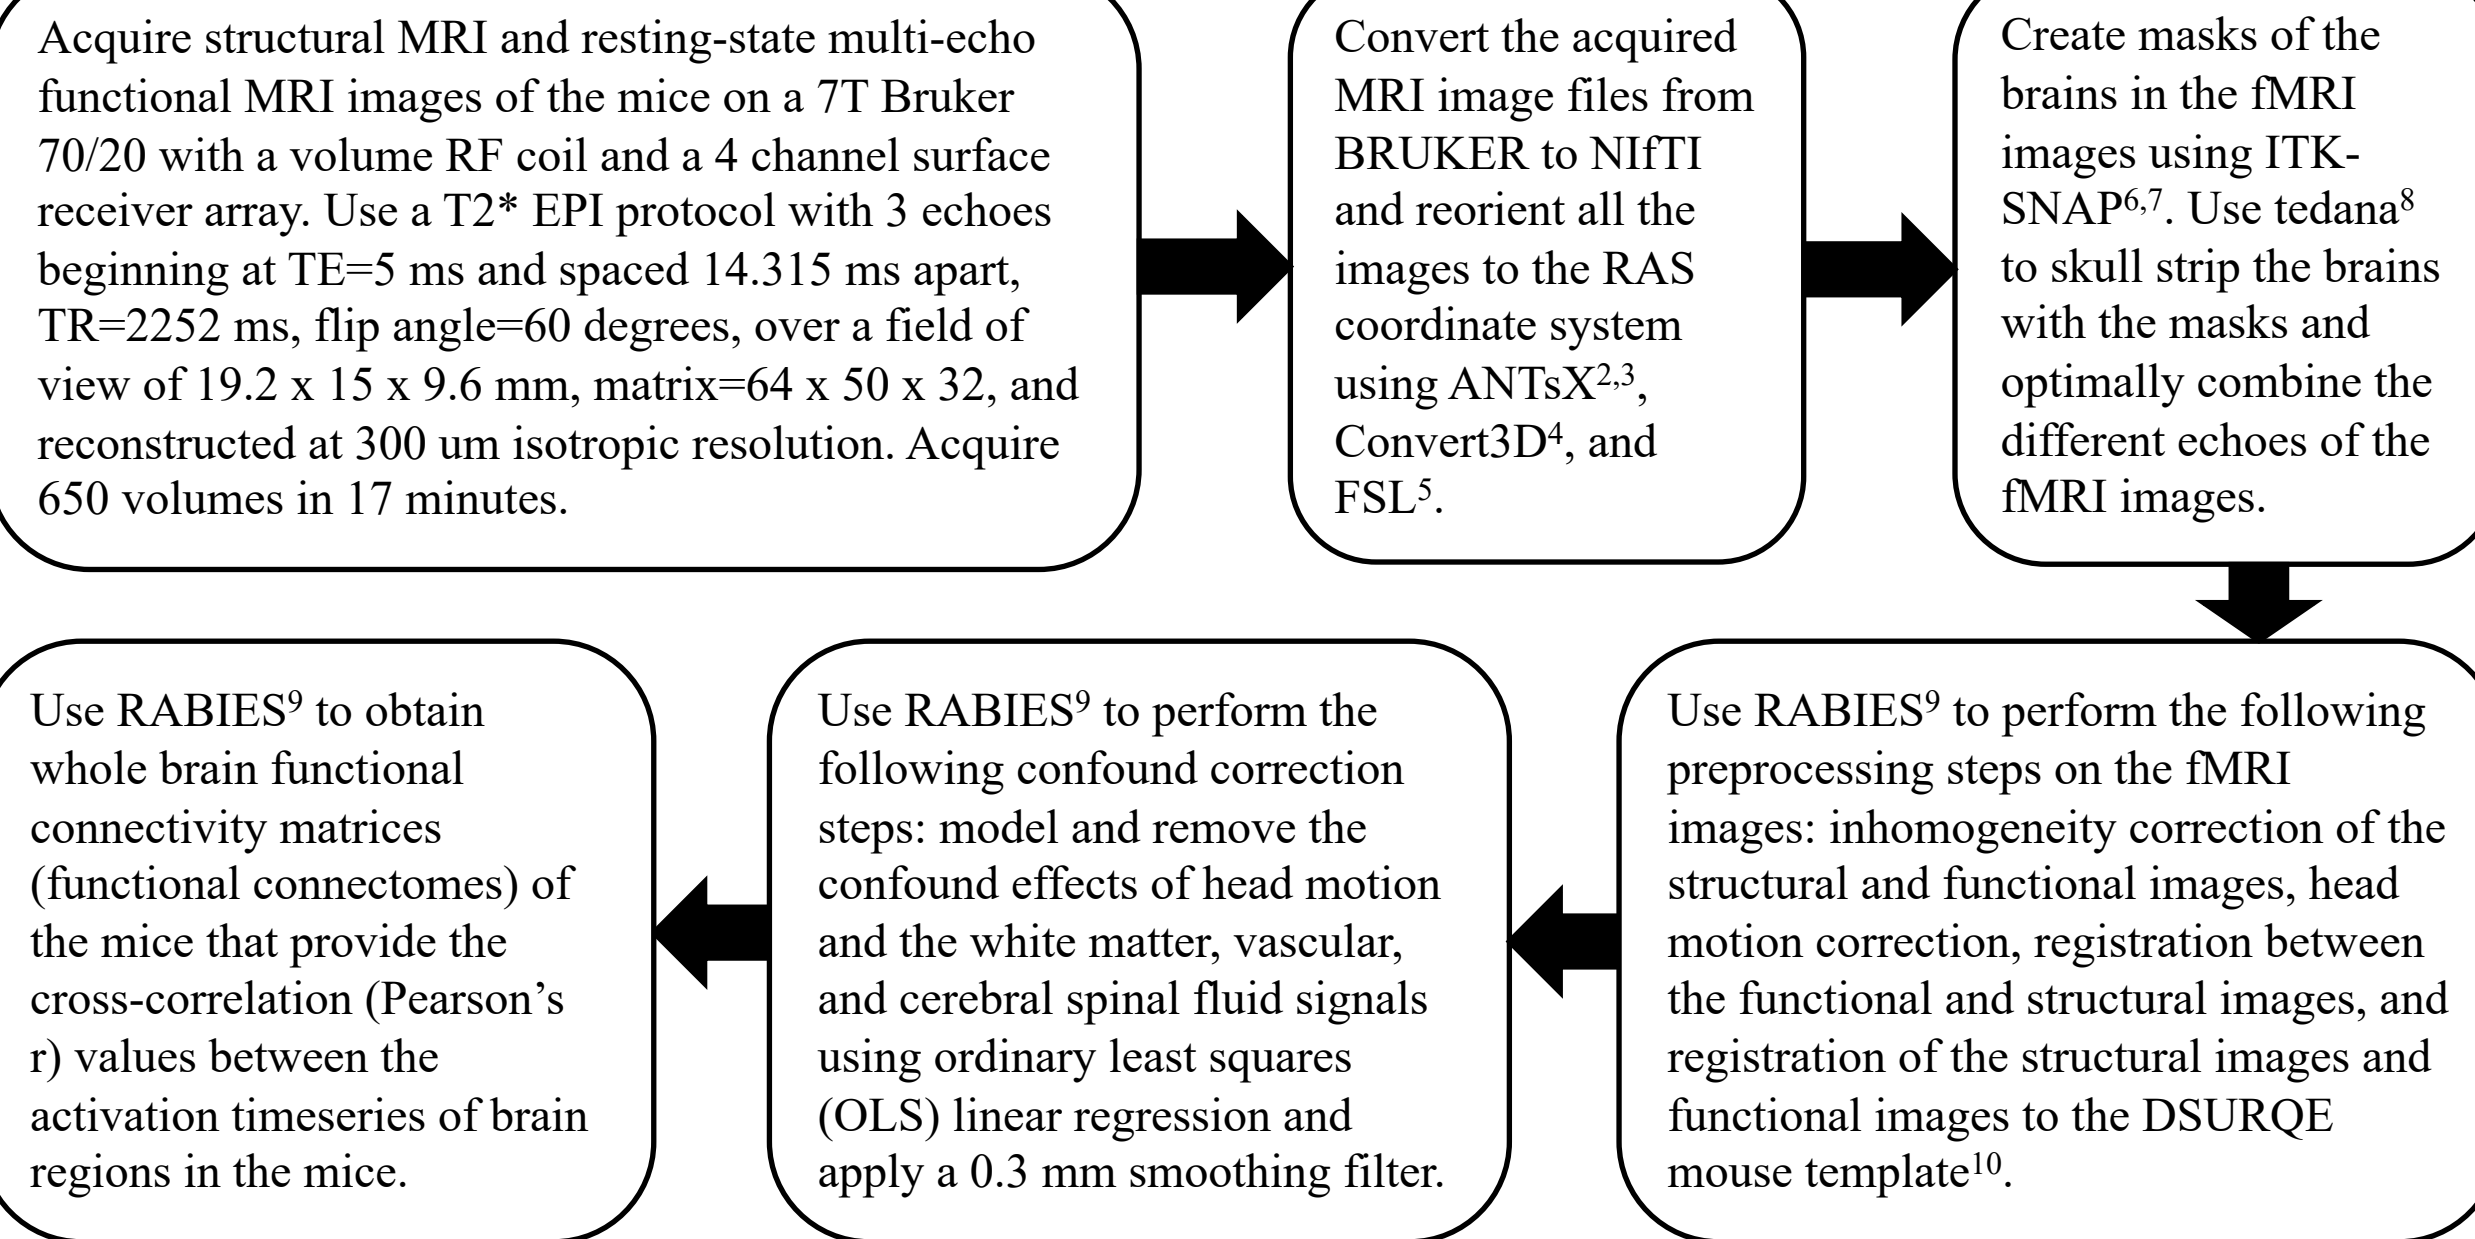 Acquire structural MRI and resting-state multi-echo
functional MRI images of the mice on a 7T Bruker
70/20 with a volume RF coil and a 4 channel surface
receiver array. Use a T2* EPI protocol with 3 echoes
beginning at TE=5 ms and spaced 14.315 ms apart,
TR=2252 ms, flip angle=60 degrees, over a field of
view of 19.2 x 15 x 9.6 mm, matrix=64 x 50 x 32, and
reconstructed at 300 um isotropic resolution. Acquire
650 volumes in 17 minutes.
Convert the acquired
MRI image files from
BRUKER to NIfTI
and reorient all the
images to the RAS
coordinate system
using ANTsX2,3,
Convert3D4, and
FSL5.
Create masks of the
brains in the fMRI
images using ITK-
SNAP6,7. Use tedana8
to skull strip the brains
with the masks and
optimally combine the
different echoes of the
fMRI images.
Use RABIES9 to perform the following
preprocessing steps on the fMRI
images: inhomogeneity correction of the
structural and functional images, head
motion correction, registration between
the functional and structural images, and
registration of the structural images and
functional images to the DSURQE
mouse template10.
Use RABIES9 to perform the
following confound correction
steps: model and remove the
confound effects of head motion
and the white matter, vascular,
and cerebral spinal fluid signals
using ordinary least squares
(OLS) linear regression and
apply a 0.3 mm smoothing filter.
Use RABIES9 to obtain
whole brain functional
connectivity matrices
(functional connectomes) of
the mice that provide the
cross-correlation (Pearson’s
r) values between the
activation timeseries of brain
regions in the mice.